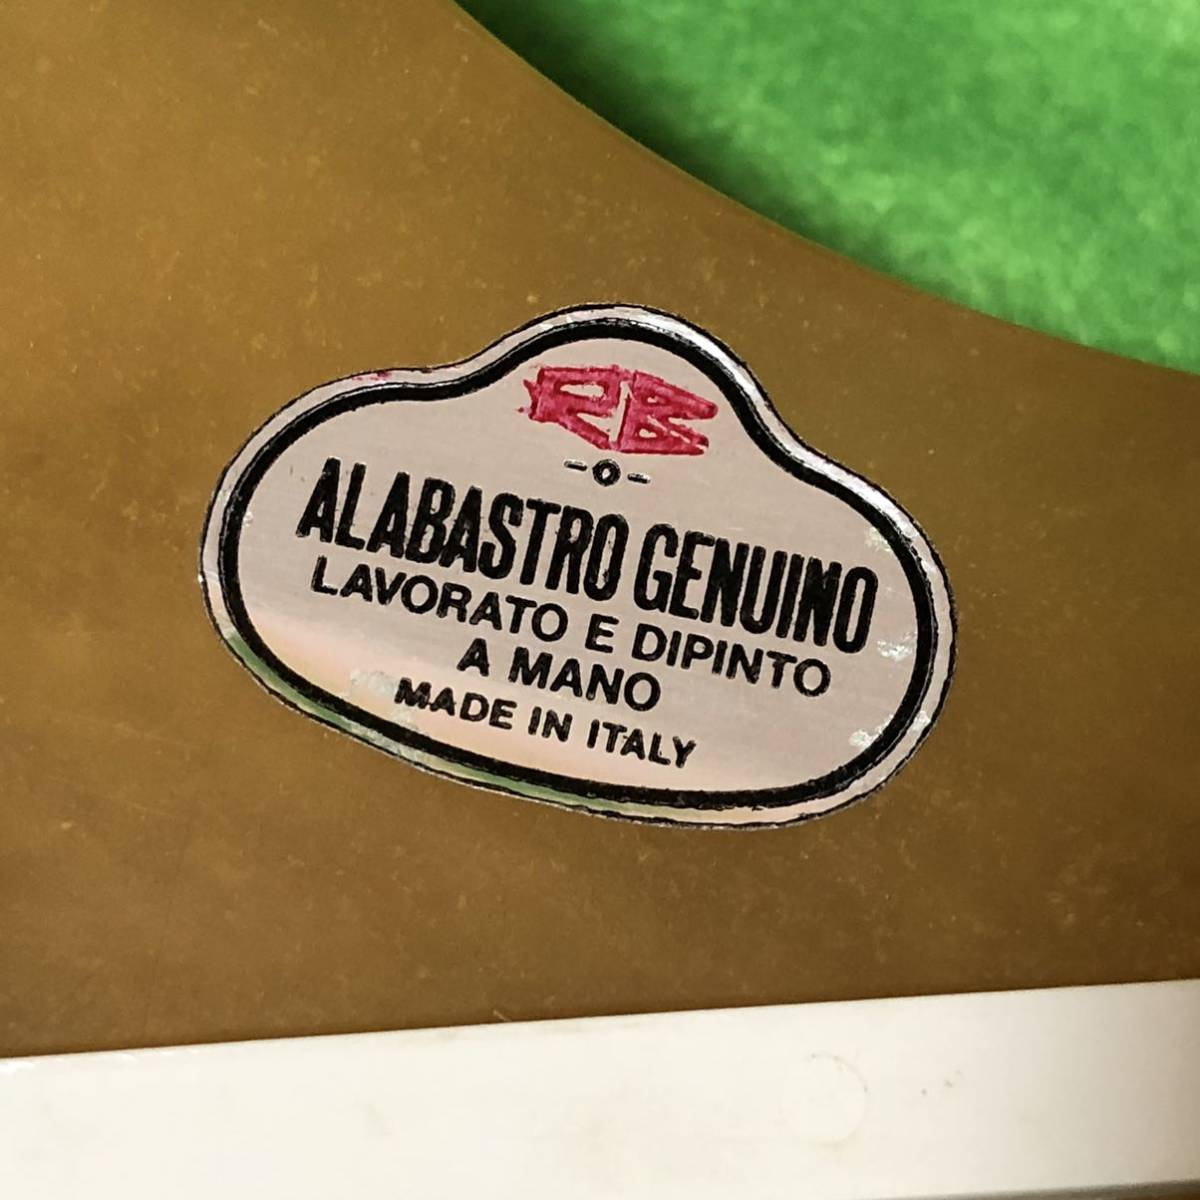 RB
-o-
ALABASTRO GENUINO
LAVORATO E DIPINTO
A MANO
MADE IN ITALY